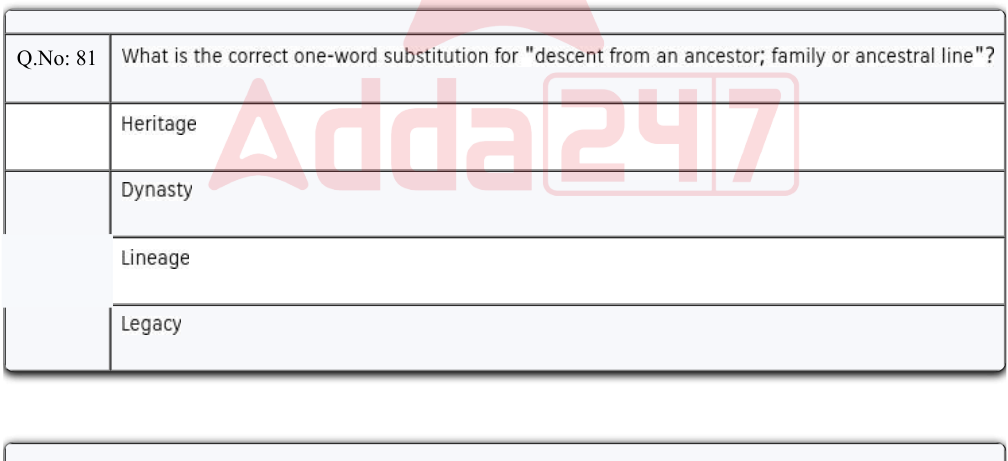 Q.No: 81 What is the correct one-word substitution for "descent from an ancestor; family or ancestral line"?
Heritage
Dynasty
Lineage
Legacy
Adda247